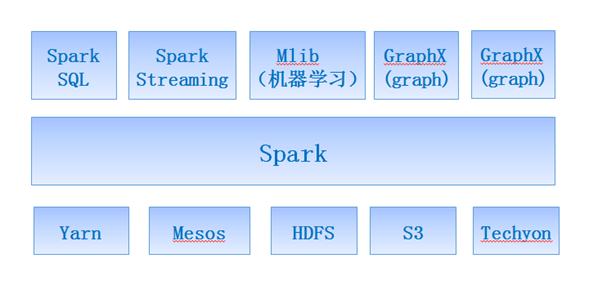 Spark
SQL
Spark
Streaming
Mlib
(机器学习)
GraphX
(graph)
GraphX
(graph)
Spark
Yarn
Mesos
HDFS
S3
Techyon